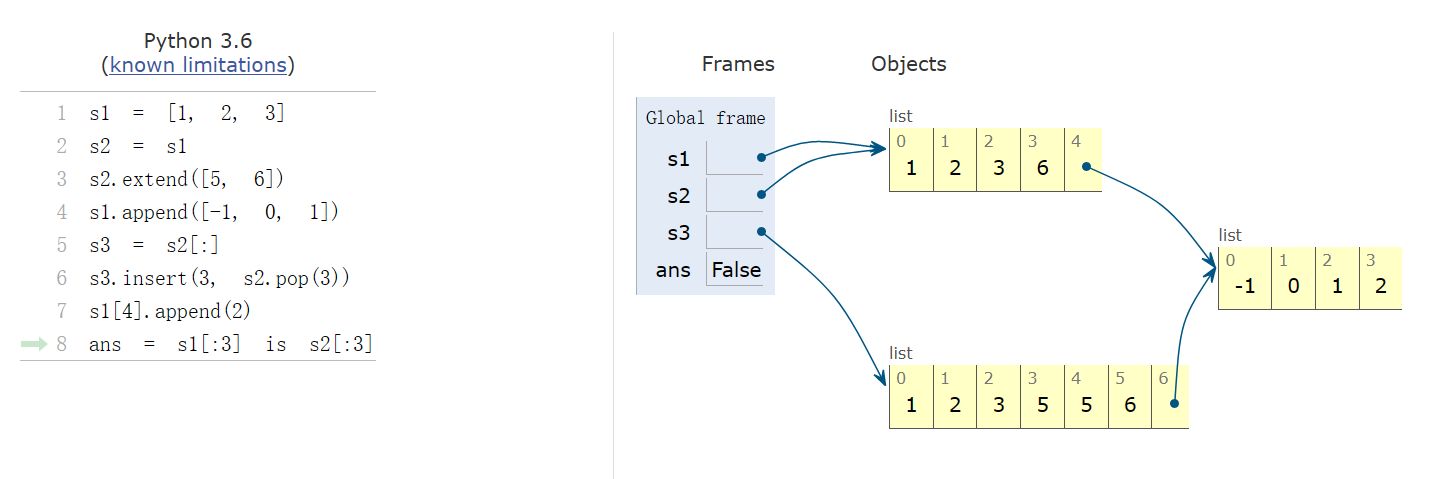 Python 3.6
(known limitations)
1 s1 = [1, 2, 3]
2 s2 = s1
3 s2.extend([5, 6])
4 s1.append([-1, 0, 1])
5 s3 = s2[:]
6 s3.insert(3, s2.pop(3))
7 s1[4].append(2)
8 ans = s1[:3] is s2[:3]
Frames Objects
Global frame
s1
s2
s3
ans False
list
0 1 2 3 4
1 2 3 6
list
0 1 2 3
-1 0 1 2
list
0 1 2 3 4 5 6
1 2 3 5 5 6